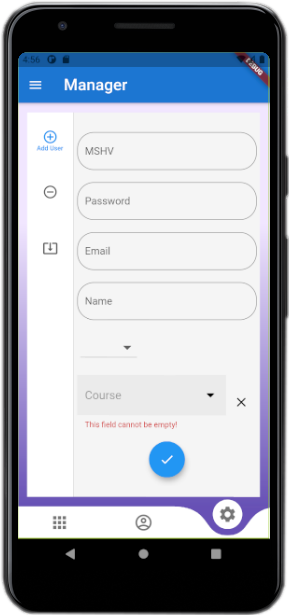 4:56
DEBUG
Manager
Add User
MSHV
Password
Email
Name
Course
This field cannot be empty!